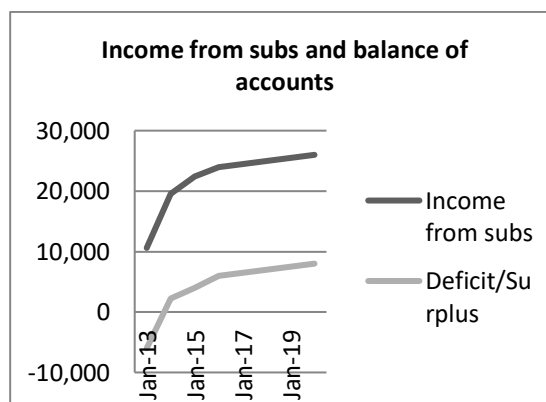 Income from subs and balance of
accounts
30,000
20,000
10,000
0
-10,000
Jan-13
Jan-15
Jan-17
Jan-19
Income
from subs
Deficit/Su
rplus